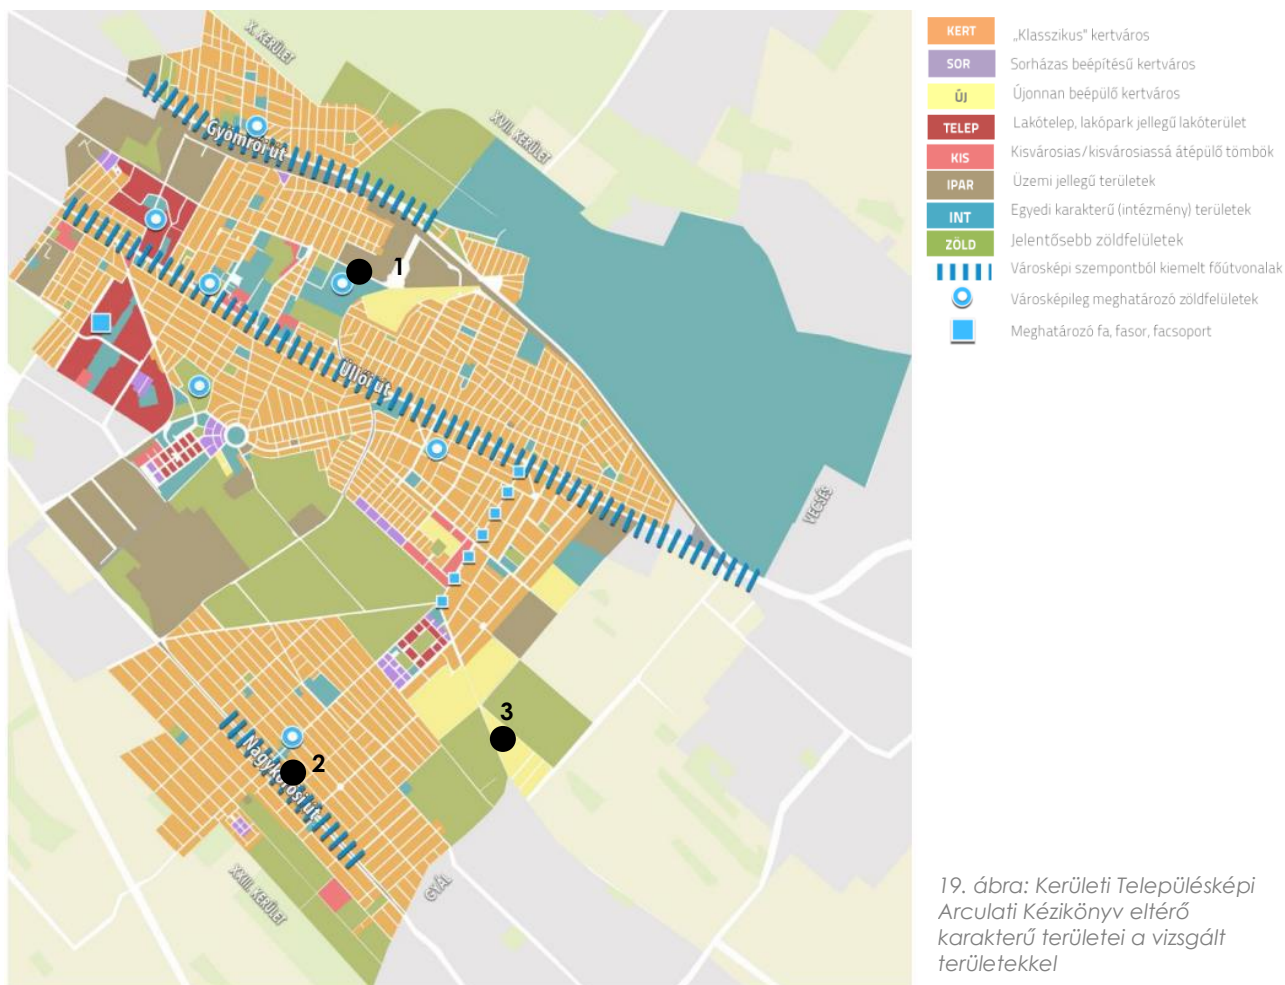 X. KERÜLET
XVII. KERÜLET
Gyömrői út
1
Üllői út
VECSÉS
3
2
Nagykőrösi út
XXIII. KERÜLET
GYÁL
KERT „Klasszikus” kertváros
SOR Sorházas beépítésű kertváros
ÚJ Újonnan beépülő kertváros
TELEP Lakótelep, lakópark jellegű lakóterület
KIS Kisvárosias/kisvárosiassá átépülő tömbök
IPAR Üzemi jellegű területek
INT Egyedi karakterű (intézmény) területek
ZÖLD Jelentősebb zöldfelületek
Városképi szempontból kiemelt főútvonalak
Városképileg meghatározó zöldfelületek
Meghatározó fa, fasor, facsoport
19. ábra: Kerületi Településképi
Arculati Kézikönyv eltérő
karakterű területei a vizsgált
területekkel